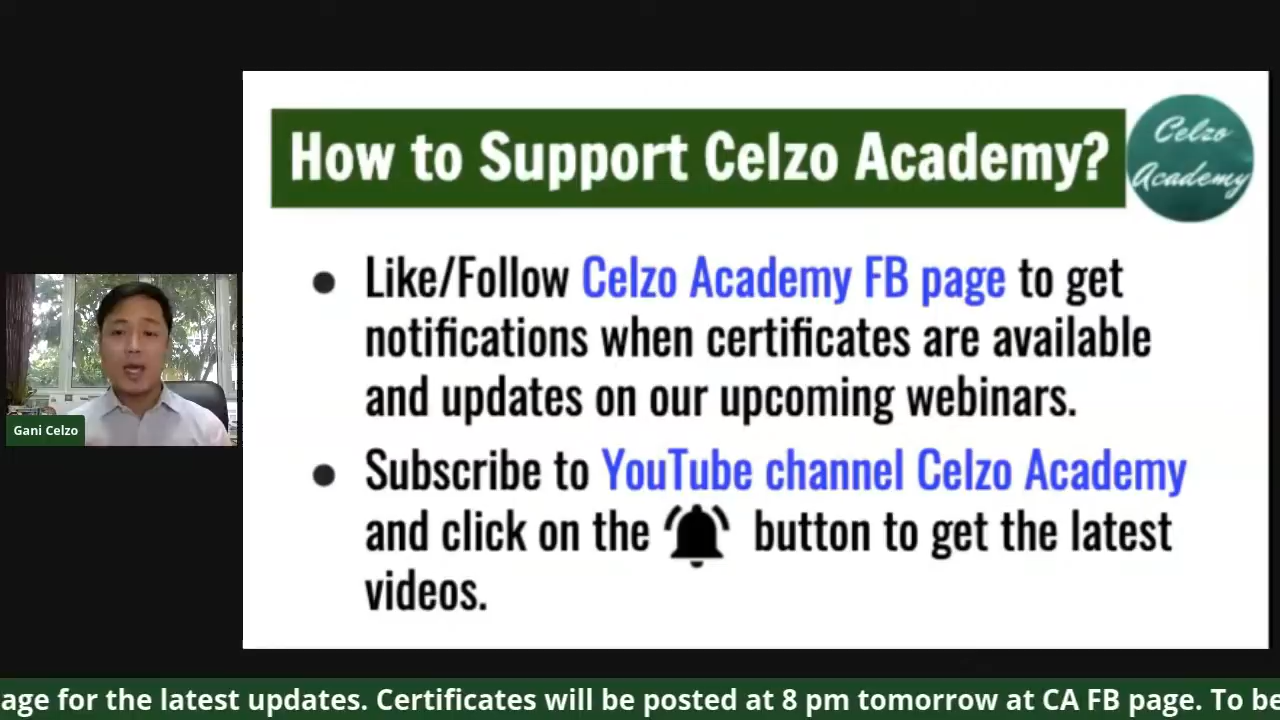 How to Support Celzo Academy?
Celzo
Academy
Like/Follow Celzo Academy FB page to get
notifications when certificates are available
and updates on our upcoming webinars.
Subscribe to YouTube channel Celzo Academy
and click on the button to get the latest
videos.
Gani Celzo
age for the latest updates. Certificates will be posted at 8 pm tomorrow at CA FB page. To be